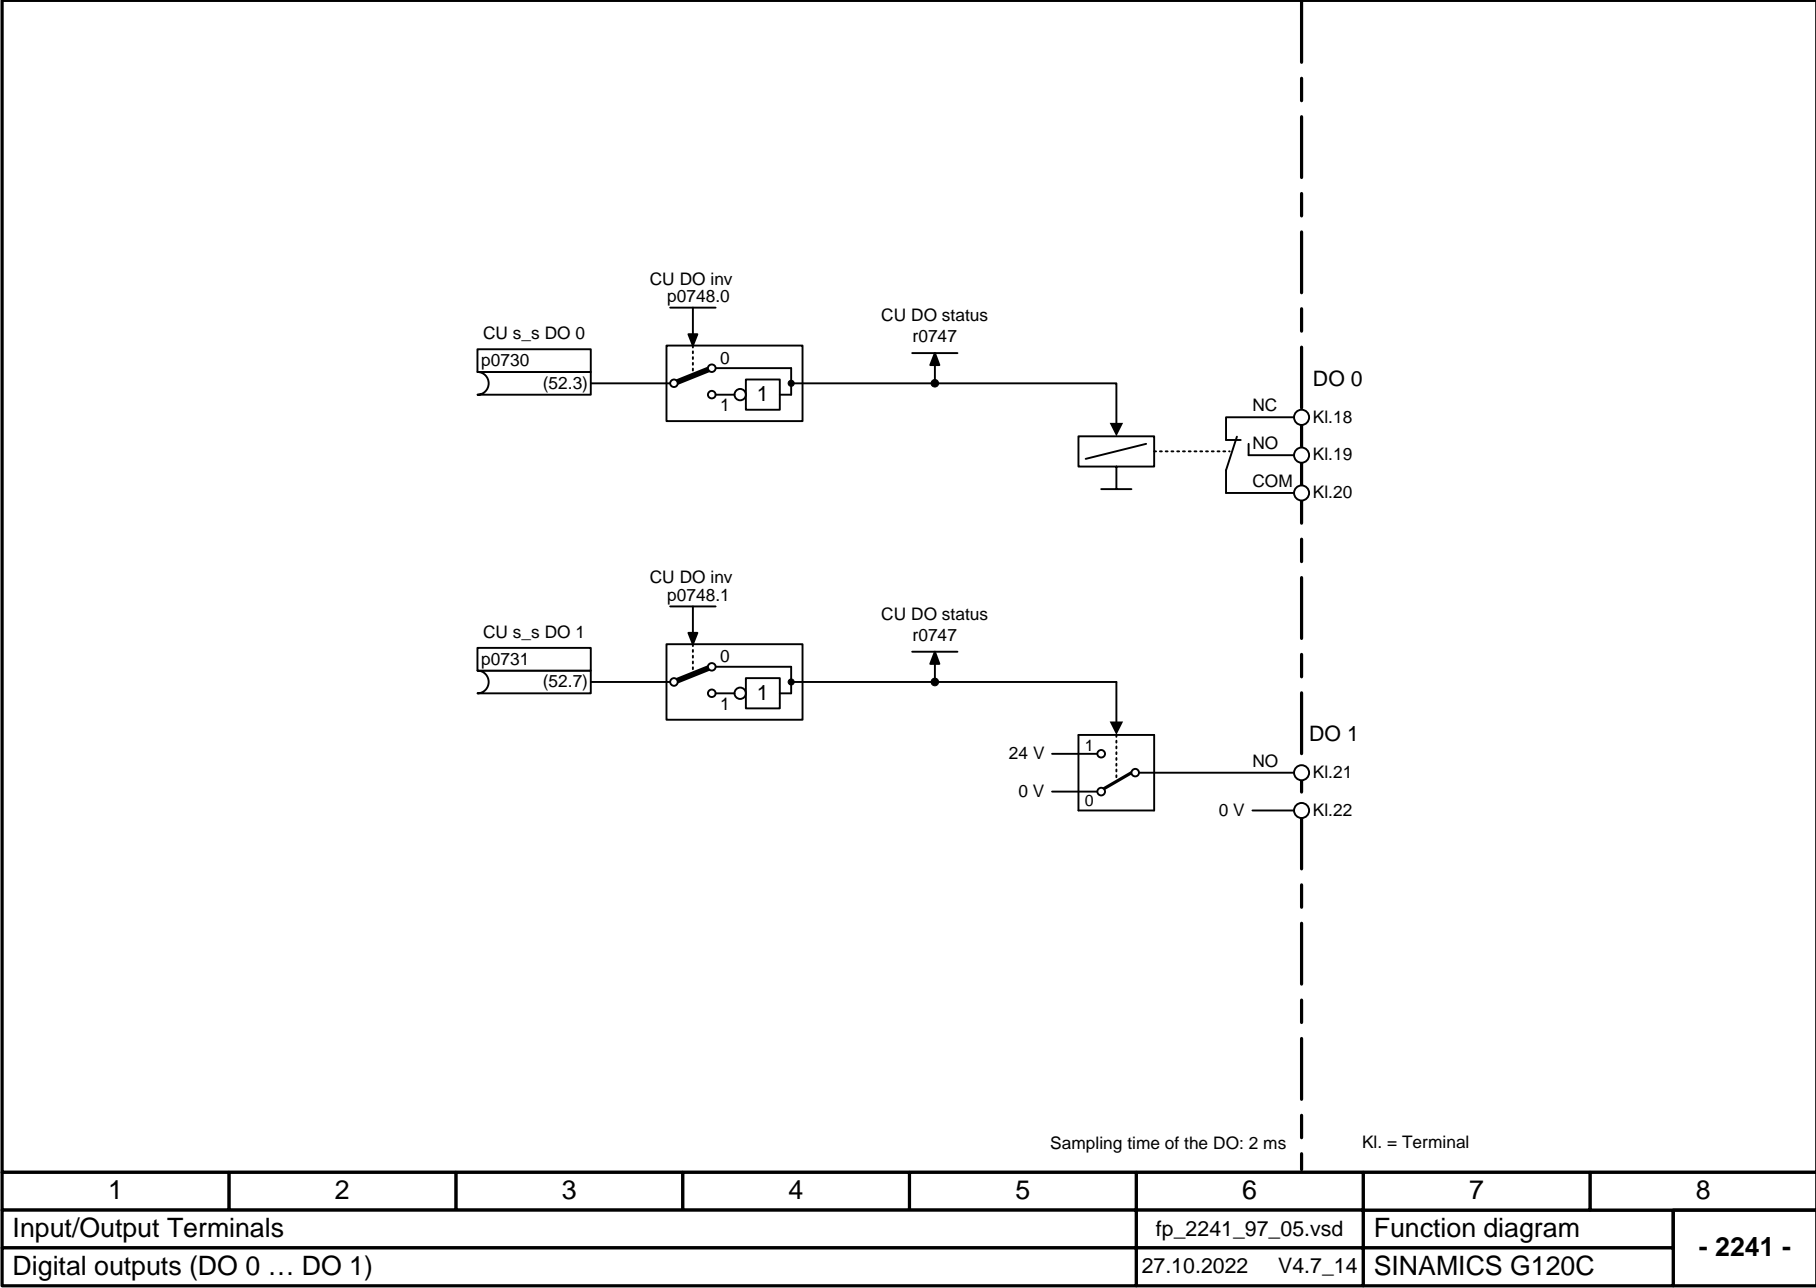 CU DO inv
p0748.0
CU s_s DO 0
p0730
(52.3)
0
1
1
CU DO status
r0747
DO 0
NC
Kl.18
NO
Kl.19
COM
Kl.20
CU DO inv
p0748.1
CU s_s DO 1
p0731
(52.7)
0
1
1
CU DO status
r0747
DO 1
24 V
1
0 V
0
NO
Kl.21
0 V
Kl.22
Sampling time of the DO: 2 ms
Kl. = Terminal
1 2 3 4 5 6 7 8
Input/Output Terminals
fp_2241_97_05.vsd
Function diagram
- 2241 -
Digital outputs (DO 0 … DO 1)
27.10.2022 V4.7_14
SINAMICS G120C